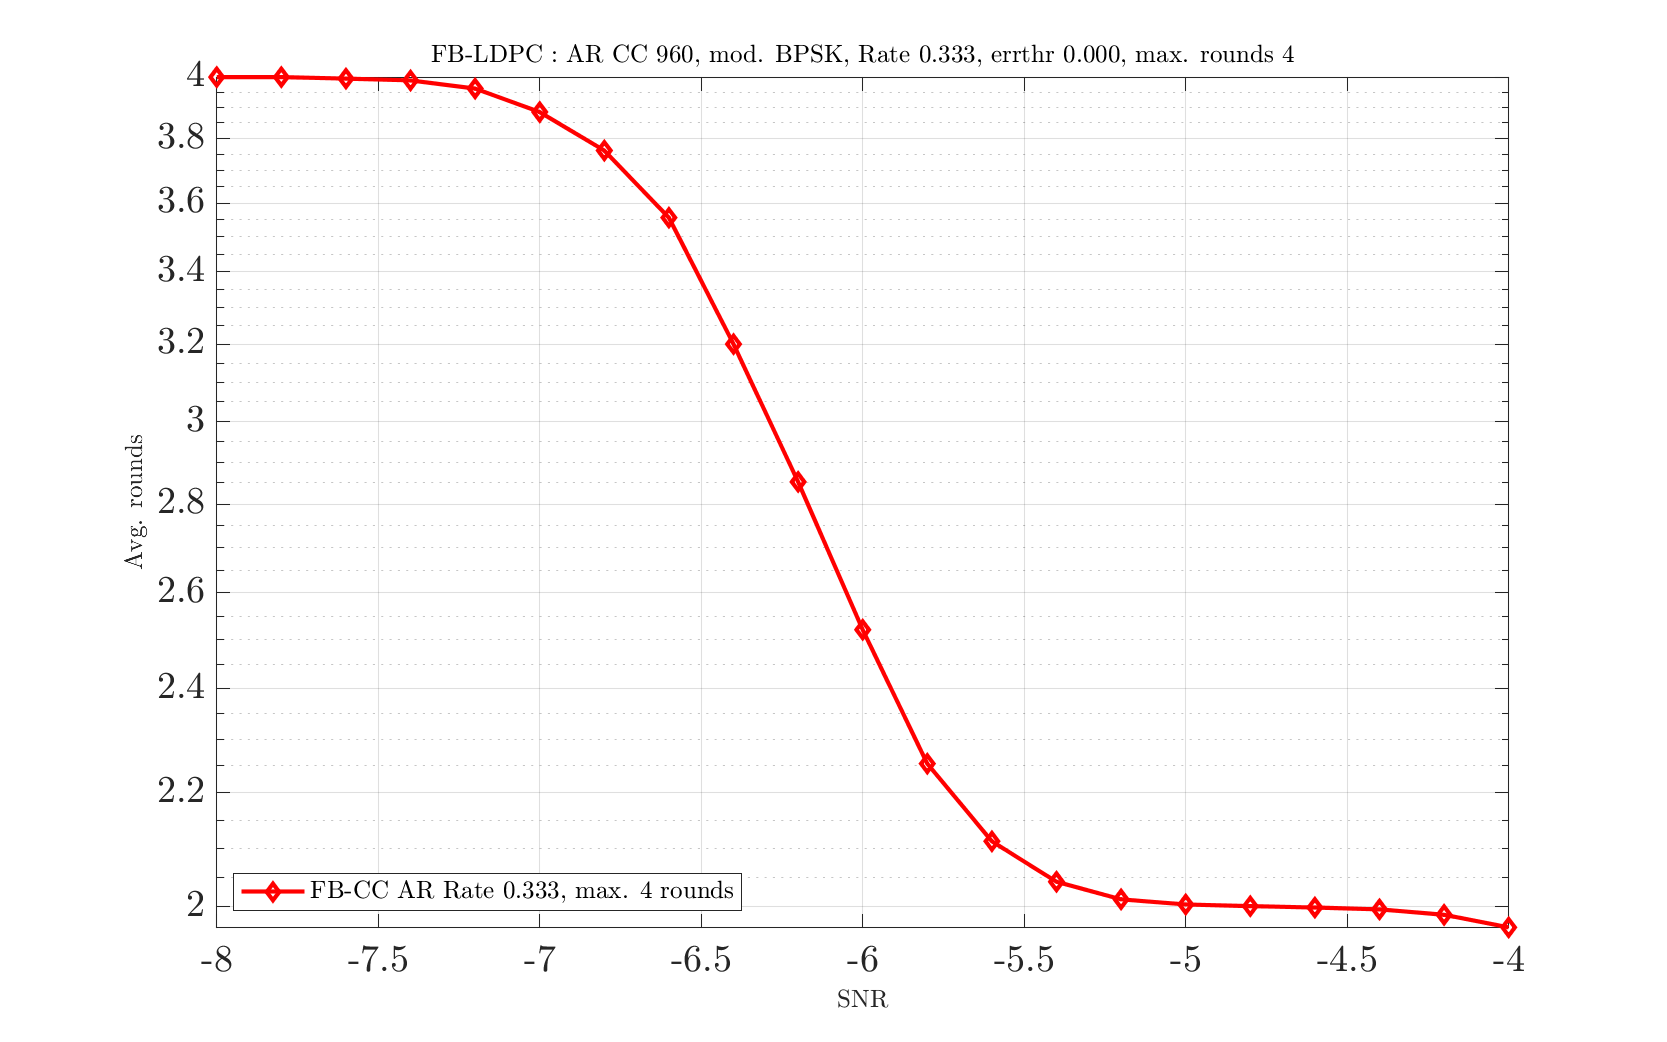 FB-LDPC : AR CC 960, mod. BPSK, Rate 0.333, errthr 0.000, max. rounds 4
4
3.8
3.6
3.4
3.2
3
2.8
2.6
2.4
2.2
2
Avg. rounds
FB-CC AR Rate 0.333, max. 4 rounds
-8 -7.5 -7 -6.5 -6 -5.5 -5 -4.5 -4
SNR